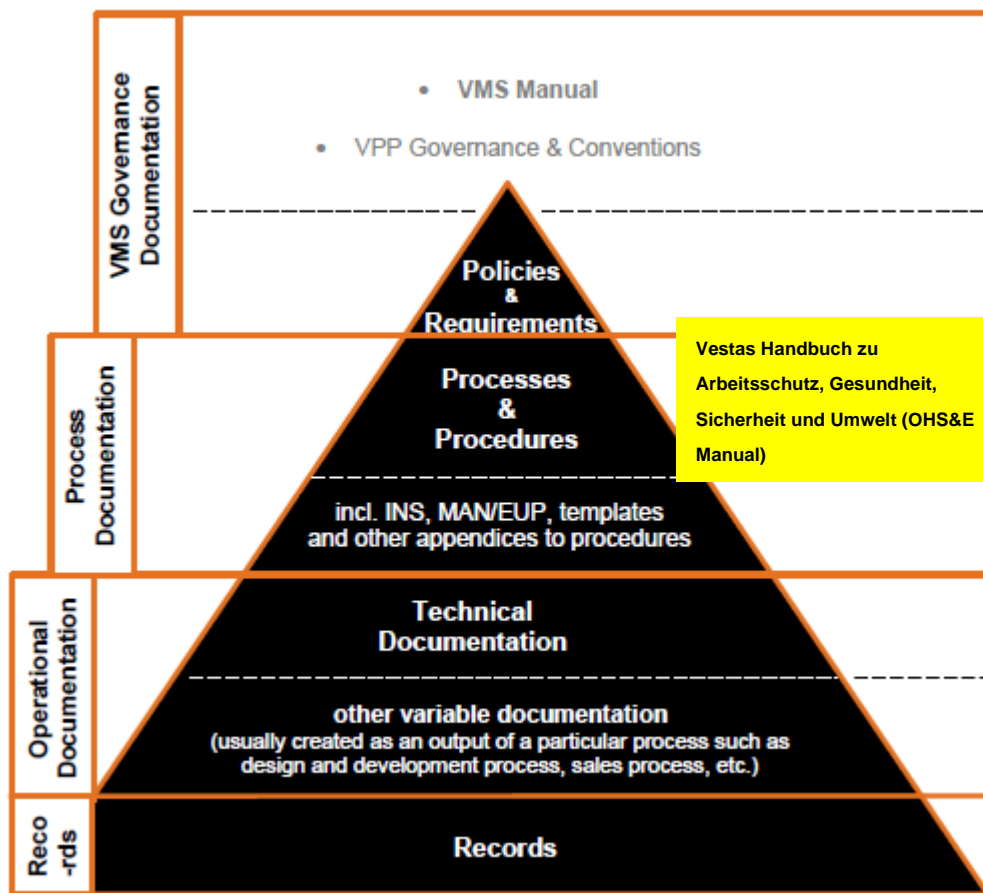 VMS Governance
Documentation
• VMS Manual
• VPP Governance & Conventions
Policies
&
Requirements
Process
Documentation
Processes
&
Procedures
incl. INS, MAN/EUP, templates
and other appendices to procedures
Vestas Handbuch zu
Arbeitsschutz, Gesundheit,
Sicherheit und Umwelt (OHS&E
Manual)
Operational
Documentation
Technical
Documentation
other variable documentation
(usually created as an output of a particular process such as
design and development process, sales process, etc.)
Reco
-rds
Records